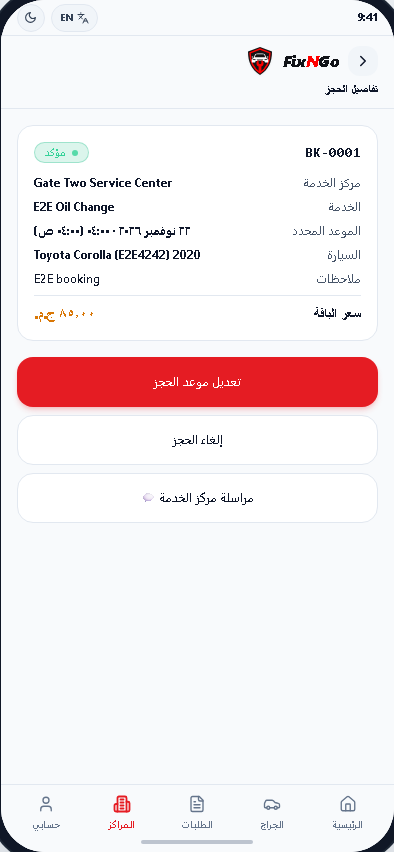 9:41
EN
FixNGo
تفاصيل الحجز
BK-0001
مؤكد
مركز الخدمة
Gate Two Service Center
الخدمة
E2E Oil Change
الموعد المحدد
٢٣ نوفمبر ٢٠٢٦ - ٠٤:٠٠ (٠٤:٠٠ ص)
السيارة
Toyota Corolla (E2E4242) 2020
ملاحظات
E2E booking
سعر الباقة
٨٥٫٠٠ ج.م.
تعديل موعد الحجز
إلغاء الحجز
مراسلة مركز الخدمة
الرئيسية
الجراج
الطلبات
المراكز
حسابي